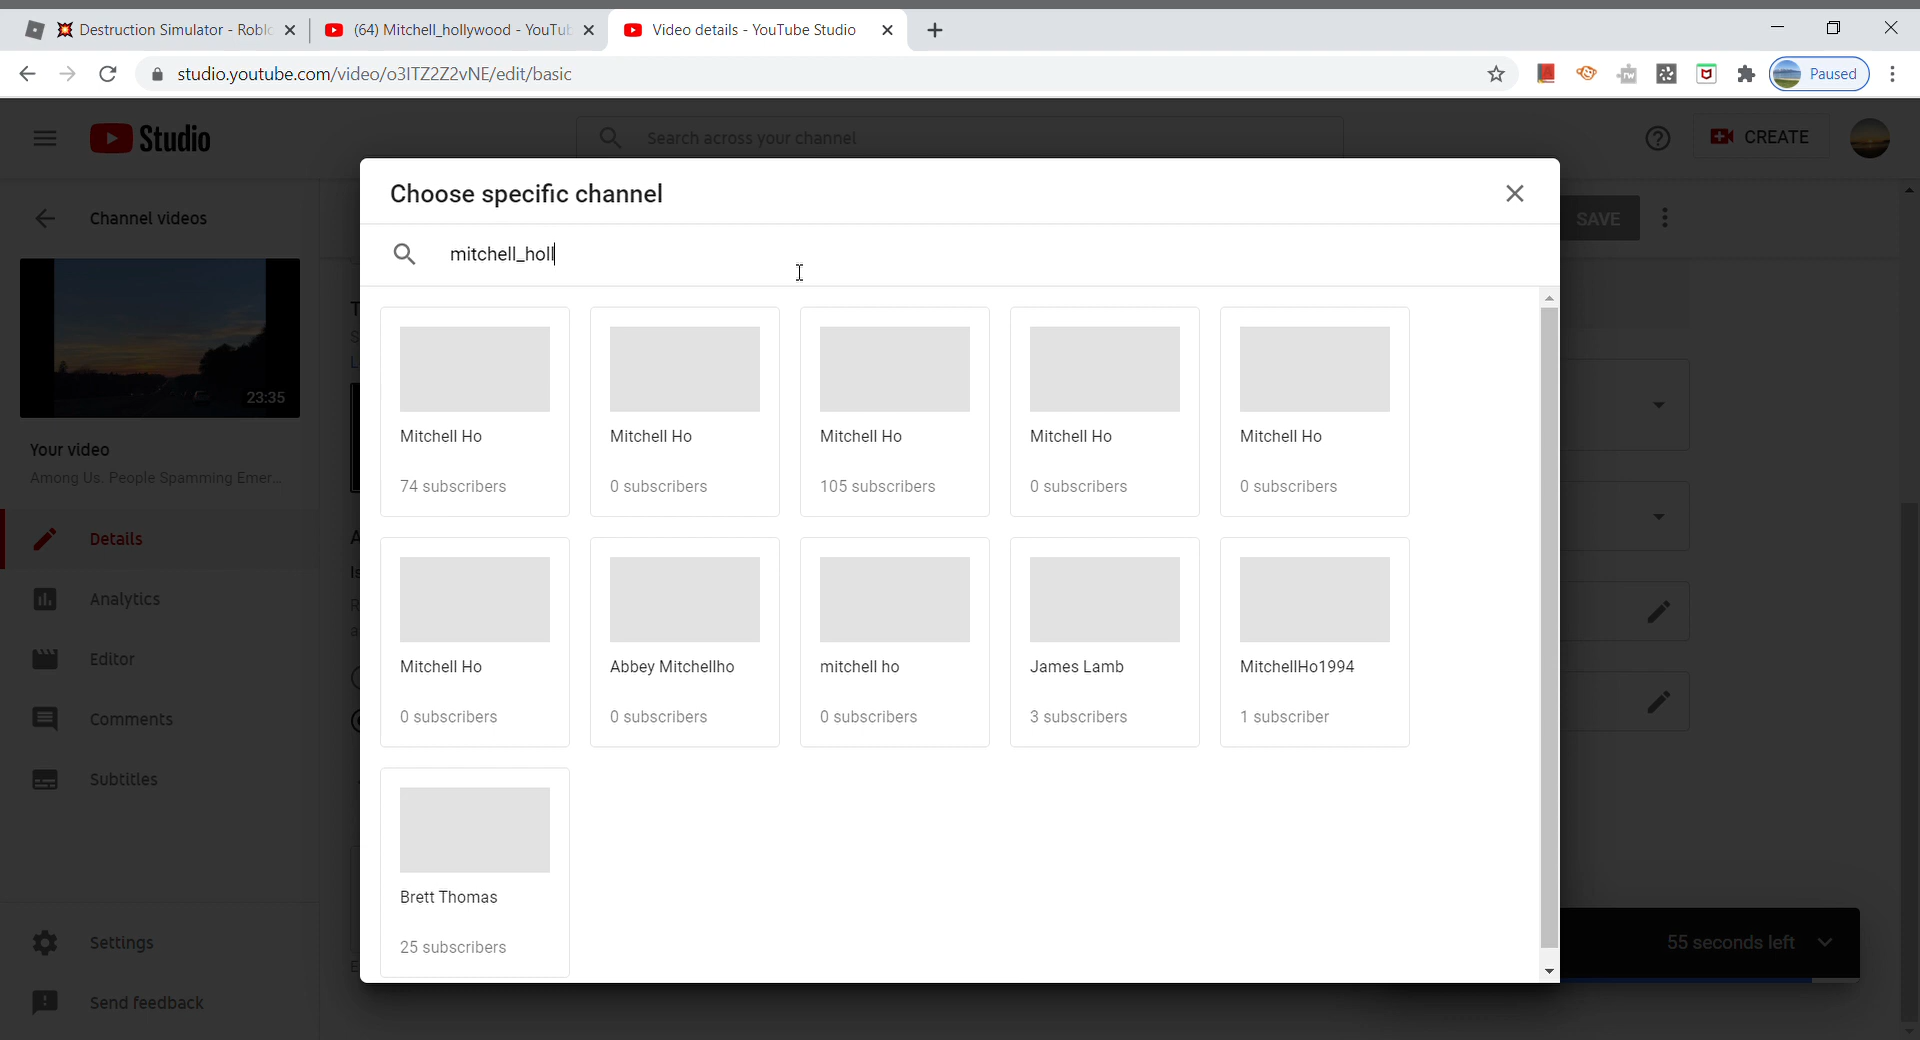 Destruction Simulator - Roblo
(64) Mitchell_hollywood - YouTub
Video details - YouTube Studio
studio.youtube.com/video/o3ITZ2Z2vNE/edit/basic
Paused
Studio
Search across your channel
CREATE
Choose specific channel
Channel videos
SAVE
mitchell_holl
23:35
Mitchell Ho
Mitchell Ho
Mitchell Ho
Mitchell Ho
Mitchell Ho
Your video
Among Us. People Spamming Emer...
74 subscribers
0 subscribers
105 subscribers
0 subscribers
0 subscribers
Details
Analytics
Editor
Mitchell Ho
Abbey Mitchellho
mitchell ho
James Lamb
MitchellHo1994
0 subscribers
0 subscribers
0 subscribers
3 subscribers
1 subscriber
Comments
Subtitles
Brett Thomas
25 subscribers
Settings
55 seconds left
Send feedback